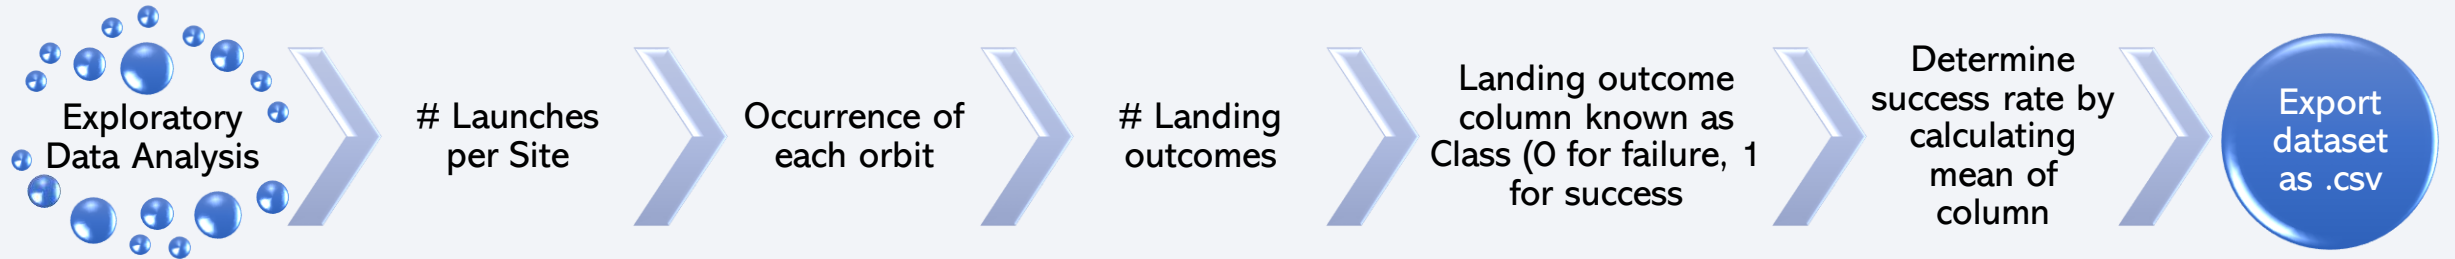 Exploratory
Data Analysis
# Launches
per Site
Occurrence of
each orbit
# Landing
outcomes
Landing outcome
column known as
Class (0 for failure, 1
for success
Determine
success rate by
calculating
mean of
column
Export
dataset
as .csv